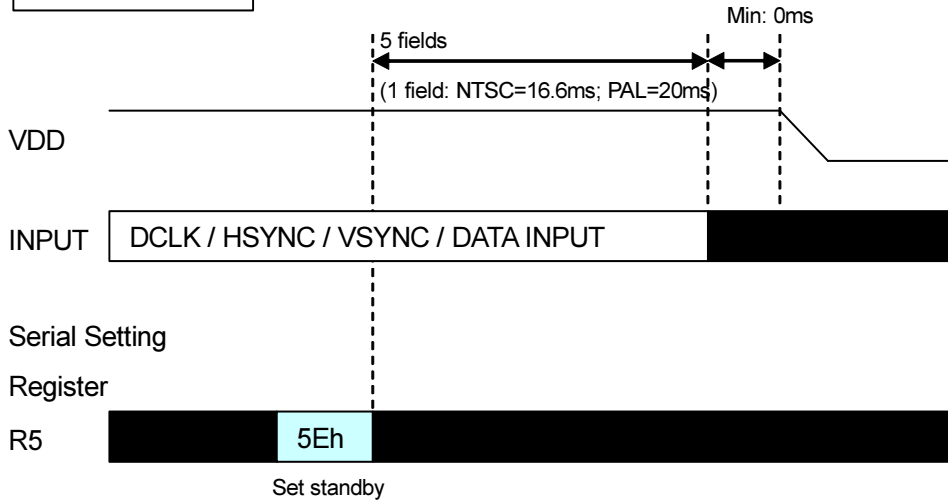 Min: 0ms
5 fields
(1 field: NTSC=16.6ms; PAL=20ms)
VDD
INPUT DCLK / HSYNC / VSYNC / DATA INPUT
Serial Setting
Register
R5 5Eh
Set standby